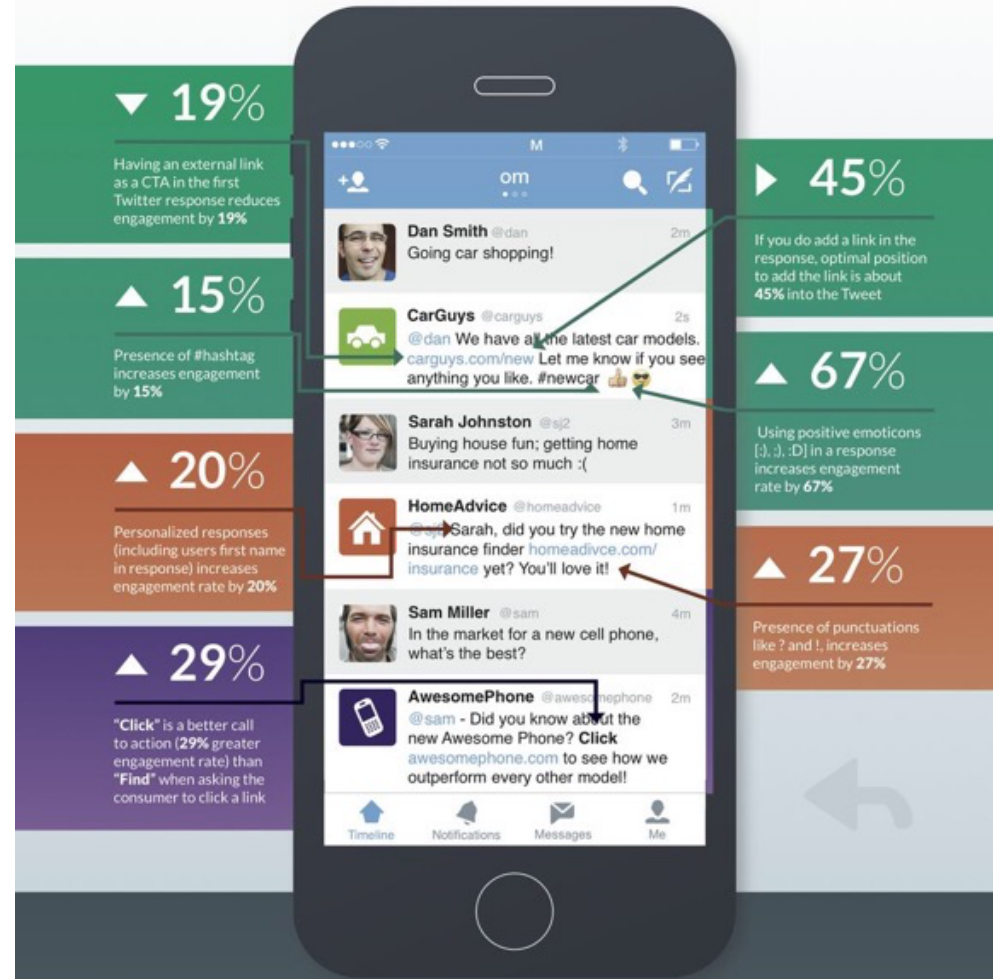 19%
Having an external link
as a CTA in the first
Twitter response reduces
engagement by 19%
15%
Presence of #hashtag
increases engagement
by 15%
20%
Personalized responses
(including users first name
in response) increases
engagement rate by 20%
29%
"Click" is a better call
to action (29% greater
engagement rate) than
"Find" when asking the
consumer to click a link
M
om
Dan Smith @dan 2m
Going car shopping!
CarGuys @carguys 2s
@dan We have all the latest car models.
carguys.com/new Let me know if you see
anything you like. #newcar
Sarah Johnston @sj2 3m
Buying house fun; getting home
insurance not so much :(
HomeAdvice @homeadvice 1m
@sj2 Sarah, did you try the new home
insurance finder homeadivce.com/
insurance yet? You'll love it!
Sam Miller @sam 4m
In the market for a new cell phone,
what's the best?
AwesomePhone @awesomephone 2m
@sam - Did you know about the
new Awesome Phone? Click
awesomephone.com to see how we
outperform every other model!
Timeline Notifications Messages Me
45%
If you do add a link in the
response, optimal position
to add the link is about
45% into the Tweet
67%
Using positive emoticons
[:), :), :D] in a response
increases engagement
rate by 67%
27%
Presence of punctuations
like ? and !, increases
engagement by 27%